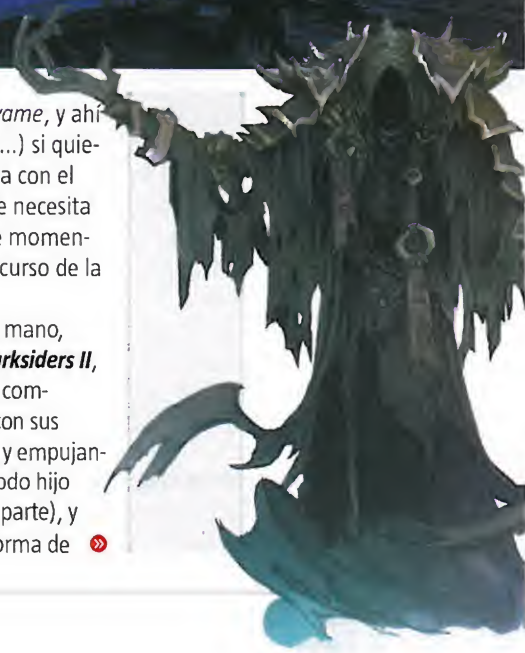 ame, y ahí
...) si quie-
a con el
e necesita
e momen-
curso de la
mano,
rksiders II,
com-
con sus
y empujan-
odo hijo
parte), y
orma de